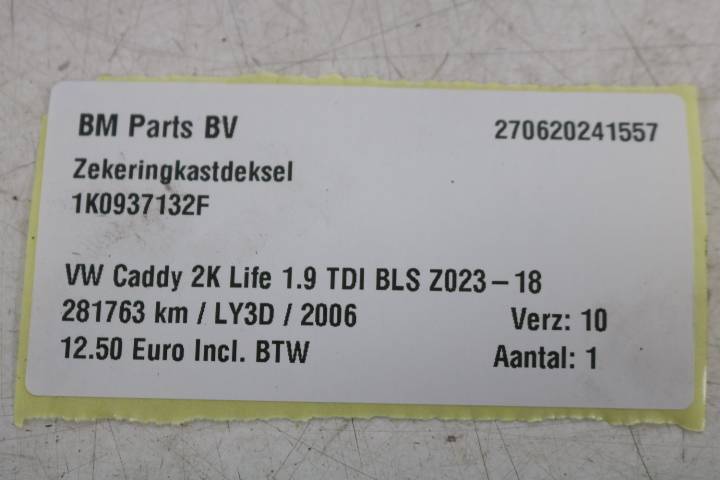 BM Parts BV 270620241557
Zekeringkastdeksel
1K0937132F
VW Caddy 2K Life 1.9 TDI BLS Z023-18
281763 km / LY3D / 2006 Verz: 10
12.50 Euro Incl. BTW Aantal: 1